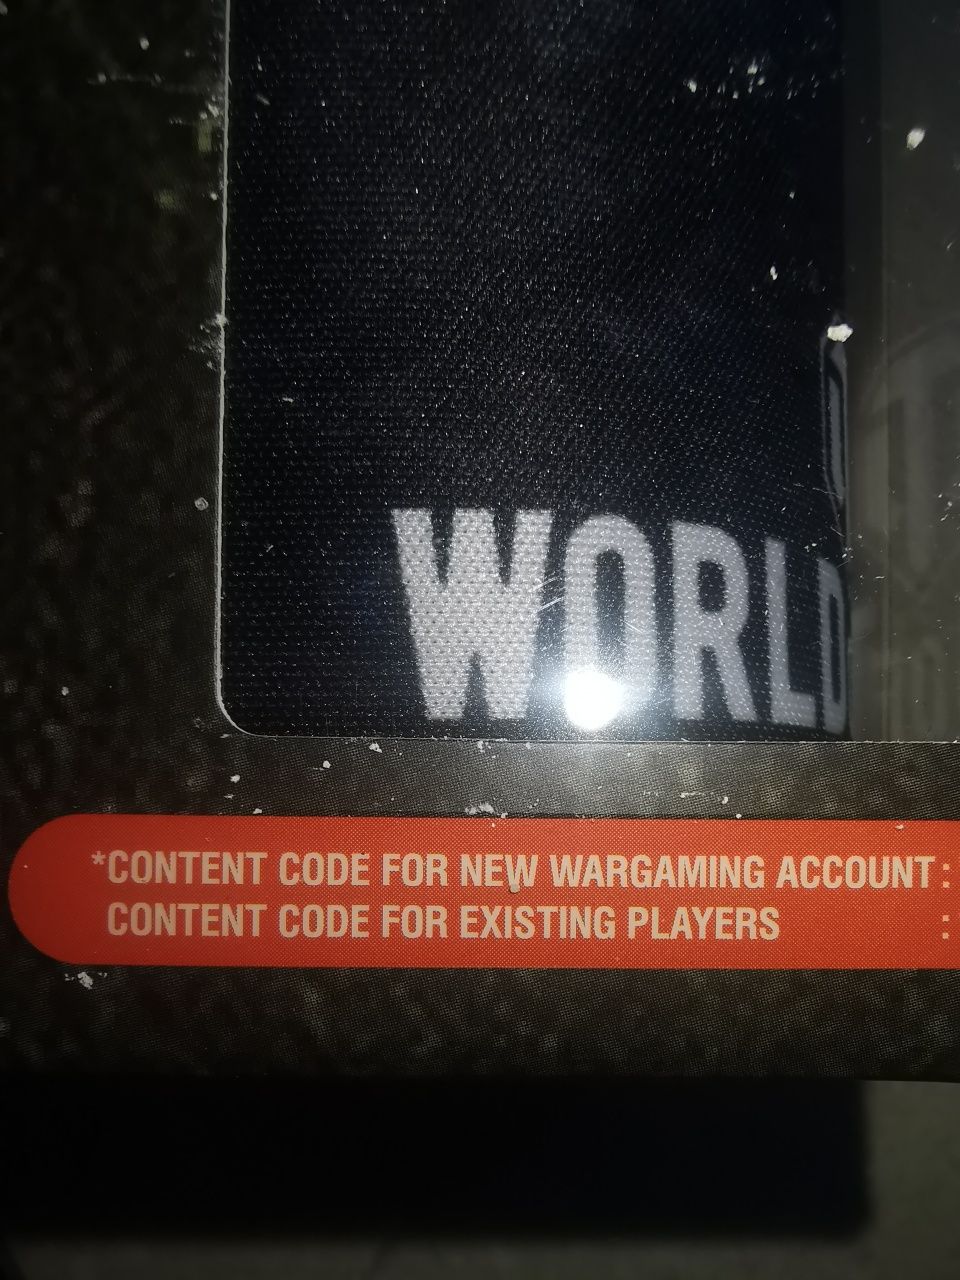 WORLD
*CONTENT CODE FOR NEW WARGAMING ACCOUNT:
CONTENT CODE FOR EXISTING PLAYERS :